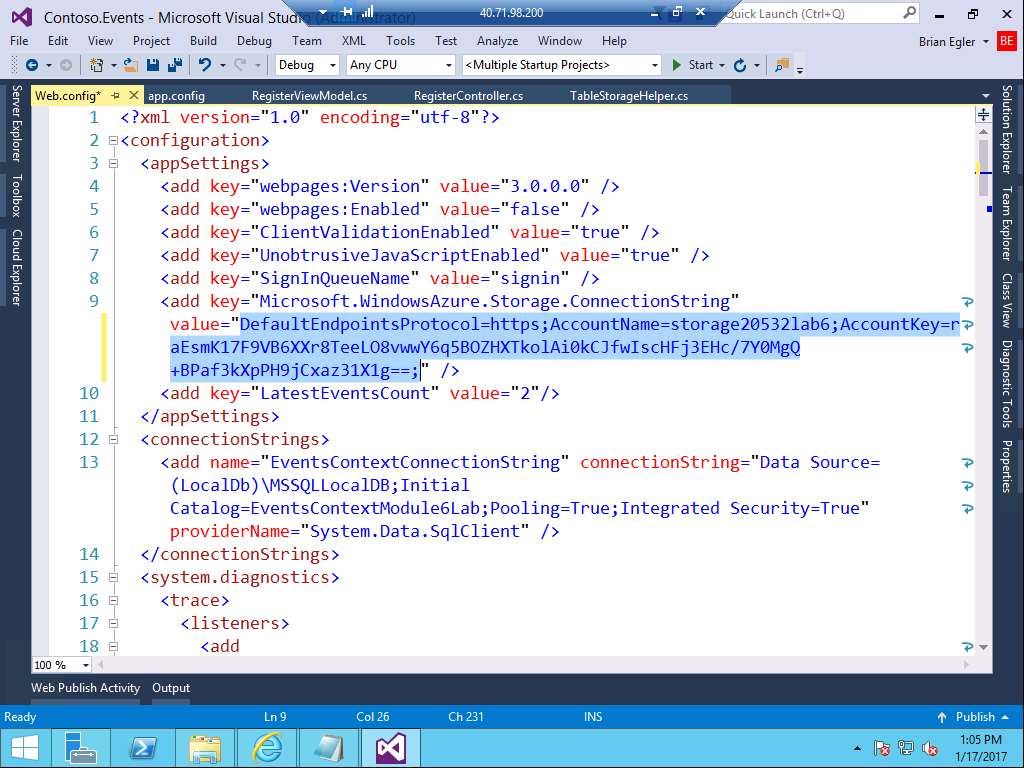 Contoso.Events - Microsoft Visual Studio (Administrator)
40.71.98.200
Quick Launch (Ctrl+Q)
File Edit View Project Build Debug Team XML Tools Test Analyze Window Help
Brian Egler BE
Debug Any CPU <Multiple Startup Projects> Start
Web.config* app.config RegisterViewModel.cs RegisterController.cs TableStorageHelper.cs
Server Explorer
Toolbox
Cloud Explorer
1 <?xml version="1.0" encoding="utf-8"?>
2 <configuration>
3 <appSettings>
4 <add key="webpages:Version" value="3.0.0.0" />
5 <add key="webpages:Enabled" value="false" />
6 <add key="ClientValidationEnabled" value="true" />
7 <add key="UnobtrusiveJavaScriptEnabled" value="true" />
8 <add key="SignInQueueName" value="signin" />
9 <add key="Microsoft.WindowsAzure.Storage.ConnectionString"
value="DefaultEndpointsProtocol=https;AccountName=storage20532lab6;AccountKey=r
aEsmK17F9VB6XXr8TeeLO8vwwY6q5BOZHXTkolAi0kCJfwIscHFj3EHc/7Y0MgQ
+BPaf3kXpPH9jCxaz31X1g==;" />
10 <add key="LatestEventsCount" value="2"/>
11 </appSettings>
12 <connectionStrings>
13 <add name="EventsContextConnectionString" connectionString="Data Source=
(LocalDb)\MSSQLLocalDB;Initial
Catalog=EventsContextModule6Lab;Pooling=True;Integrated Security=True"
providerName="System.Data.SqlClient" />
14 </connectionStrings>
15 <system.diagnostics>
16 <trace>
17 <listeners>
18 <add
Solution Explorer
Team Explorer
Class View
Diagnostic Tools
Properties
100 %
Web Publish Activity Output
Ready Ln 9 Col 26 Ch 231 INS Publish
1:05 PM
1/17/2017